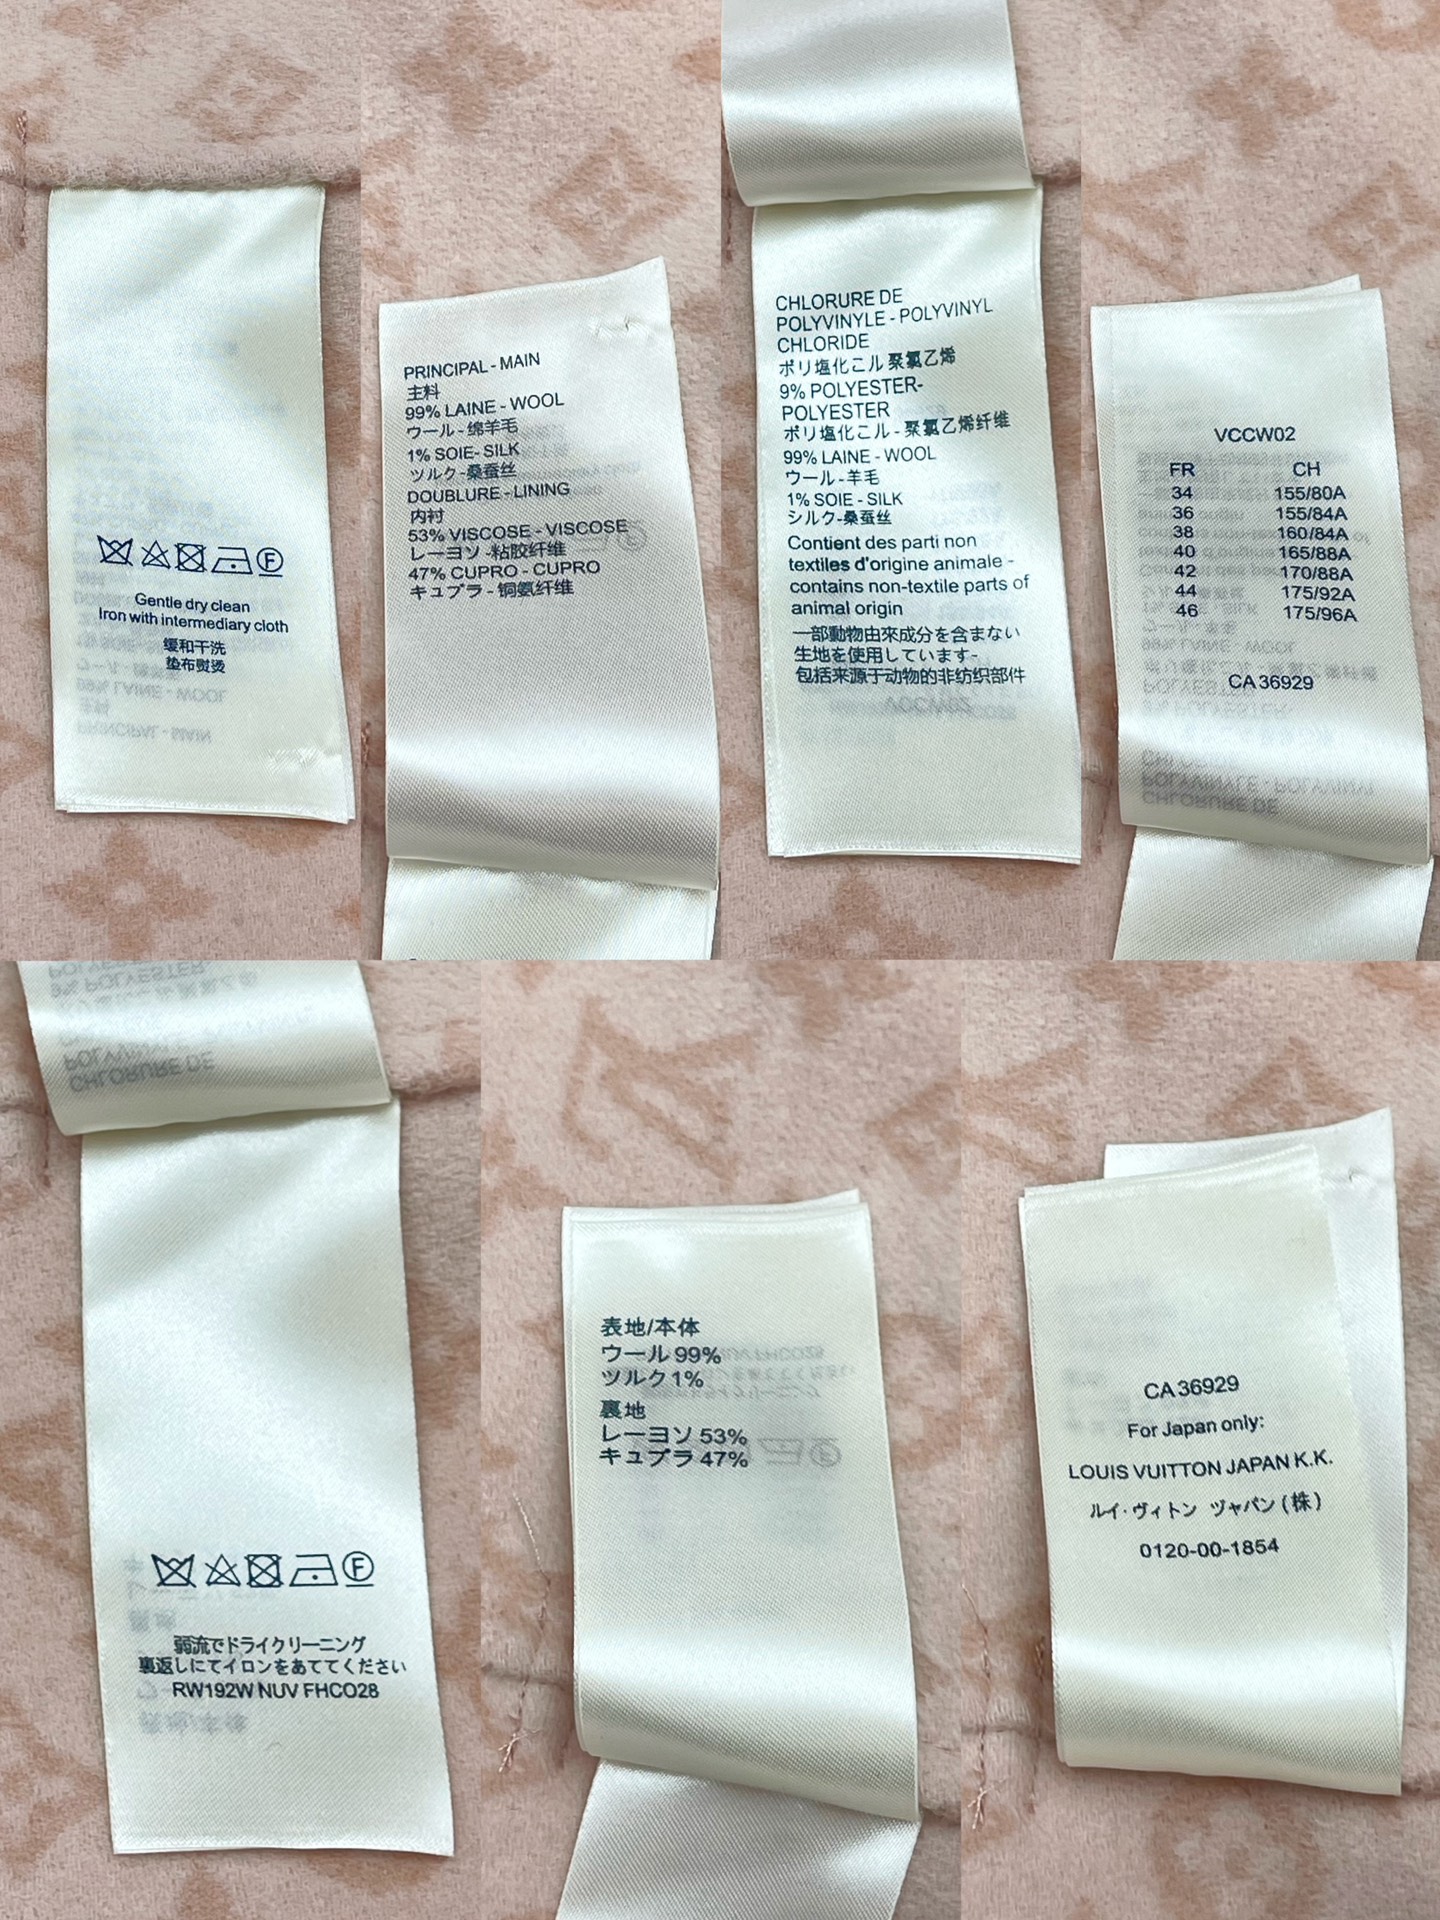 Gentle dry clean
Iron with intermediary cloth
缓和干洗
垫布熨烫
PRINCIPAL - MAIN
主料
99% LAINE - WOOL
ウール - 绵羊毛
1% SOIE- SILK
ツルク-桑蚕丝
DOUBLURE - LINING
内衬
53% VISCOSE - VISCOSE
レーヨソ -粘胶纤维
47% CUPRO - CUPRO
キュプラ - 铜氨纤维
CHLORURE DE
POLYVINYLE - POLYVINYL
CHLORIDE
ポリ塩化こル 聚氯乙烯
9% POLYESTER-
POLYESTER
ポリ塩化こル - 聚氯乙烯纤维
99% LAINE - WOOL
ウール - 羊毛
1% SOIE - SILK
シルク-桑蚕丝
Contient des parti non
textiles d'origine animale -
contains non-textile parts of
animal origin
一部動物由來成分を含まない
生地を使用しています-
包括来源于动物的非纺织部件
VCCW02
FR CH
34 155/80A
36 155/84A
38 160/84A
40 165/88A
42 170/88A
44 175/92A
46 175/96A
CA 36929
弱流でドライクリーニング
裏返しにてイロンをあててください
RW192W NUV FHCO28
表地/本体
ウール 99%
ツルク 1%
裏地
レーヨソ 53%
キュプラ 47%
CA 36929
For Japan only:
LOUIS VUITTON JAPAN K.K.
ルイ・ヴィトン ヅャパン (株)
0120-00-1854